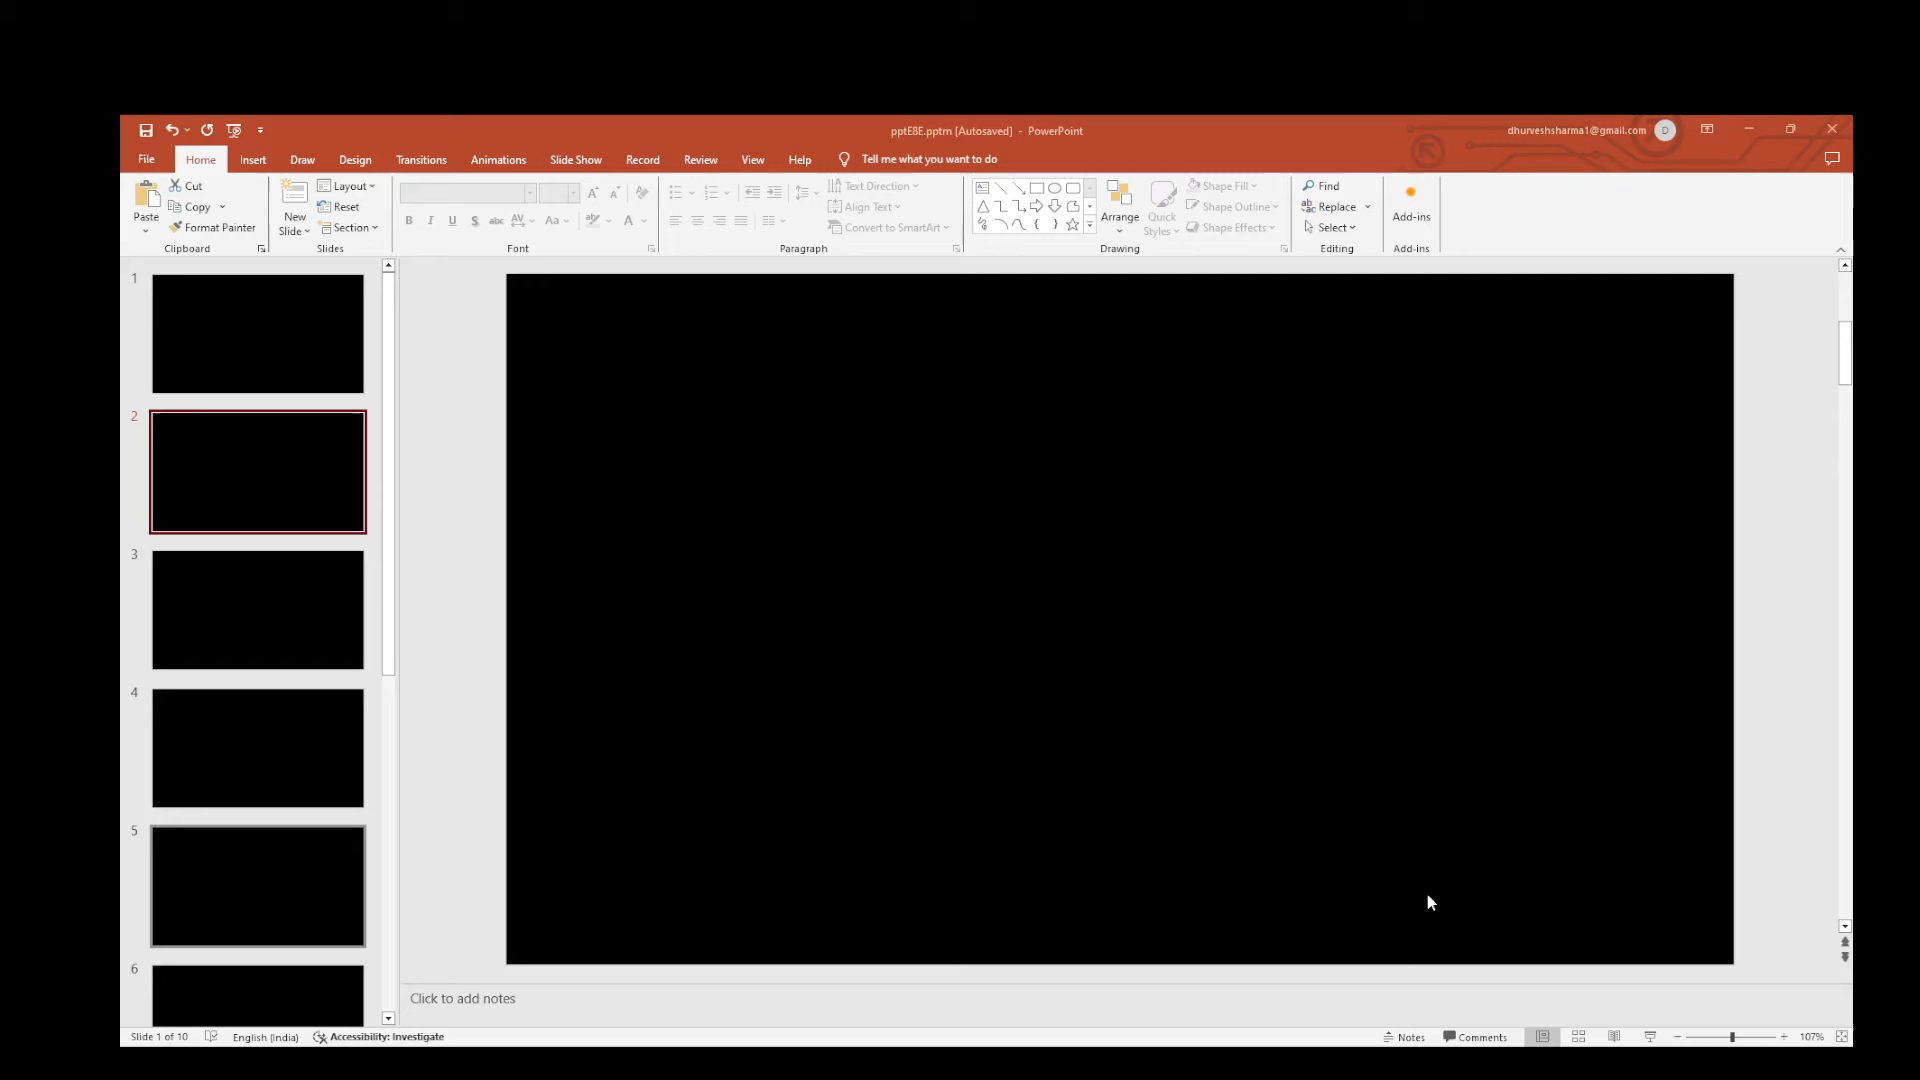 pptE8E.pptm [Autosaved] - PowerPoint
dhurveshsharma1@gmail.com
D
File
Home
Insert
Draw
Design
Transitions
Animations
Slide Show
Record
Review
View
Help
Tell me what you want to do
Paste
Cut
Copy
Format Painter
Clipboard
New
Slide
Layout
Reset
Section
Slides
B
I
U
S
abc
AV
Aa
A
Font
Text Direction
Align Text
Convert to SmartArt
Paragraph
Arrange
Quick
Styles
Shape Fill
Shape Outline
Shape Effects
Drawing
Find
Replace
Select
Editing
Add-ins
Add-ins
1
2
3
4
5
6
Click to add notes
Slide 1 of 10
English (India)
Accessibility: Investigate
Notes
Comments
107%